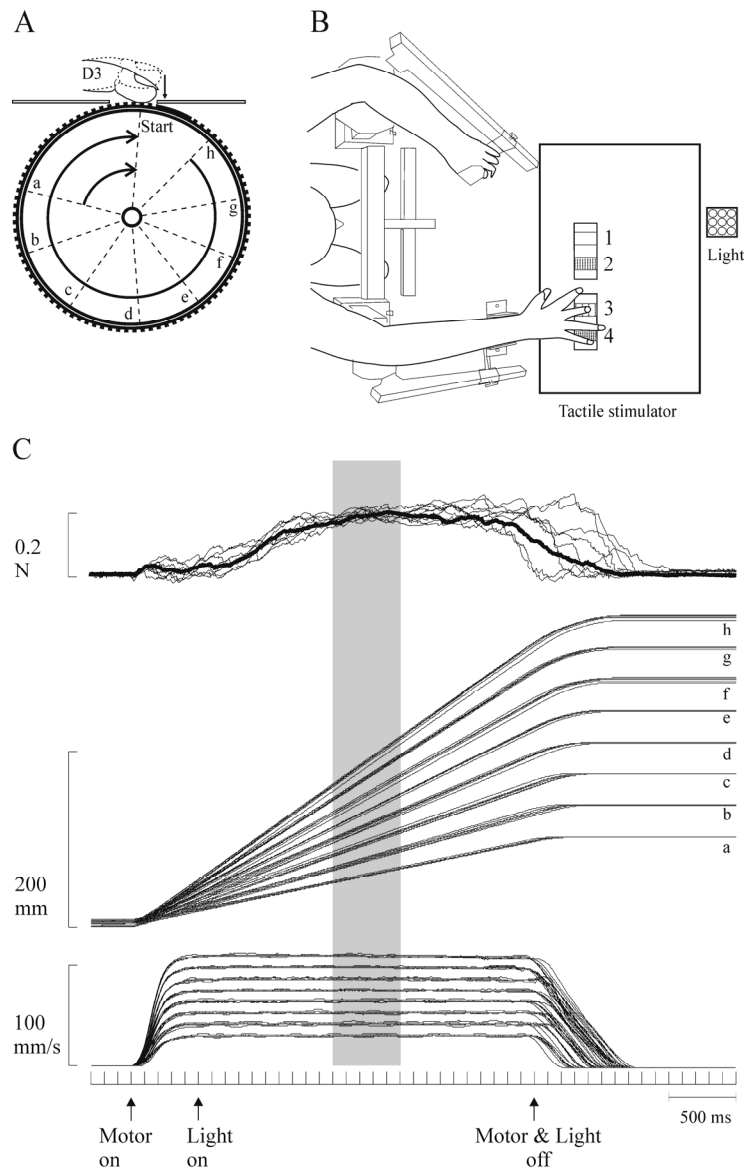 A
D3
Start
h
a
g
b
f
c
e
d
B
1
2
Light
3
4
Tactile stimulator
C
0.2
N
h
g
f
e
d
c
b
a
200
mm
100
mm/s
500 ms
Motor
on
Light
on
Motor & Light
off